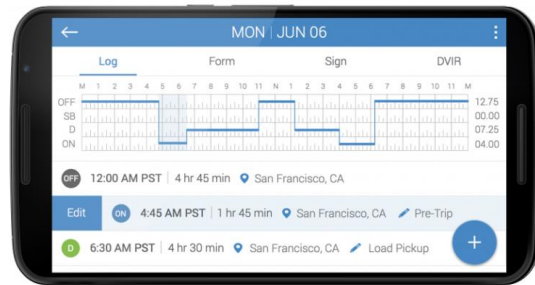 MON | JUN 06
Log Form Sign DVIR
M 1 2 3 4 5 6 7 8 9 10 11 N 1 2 3 4 5 6 7 8 9 10 11 M
OFF 12.75
SB 00.00
D 07.25
ON 04.00
OFF 12:00 AM PST | 4 hr 45 min San Francisco, CA
Edit ON 4:45 AM PST | 1 hr 45 min San Francisco, CA Pre-Trip
D 6:30 AM PST | 4 hr 30 min San Francisco, CA Load Pickup
+